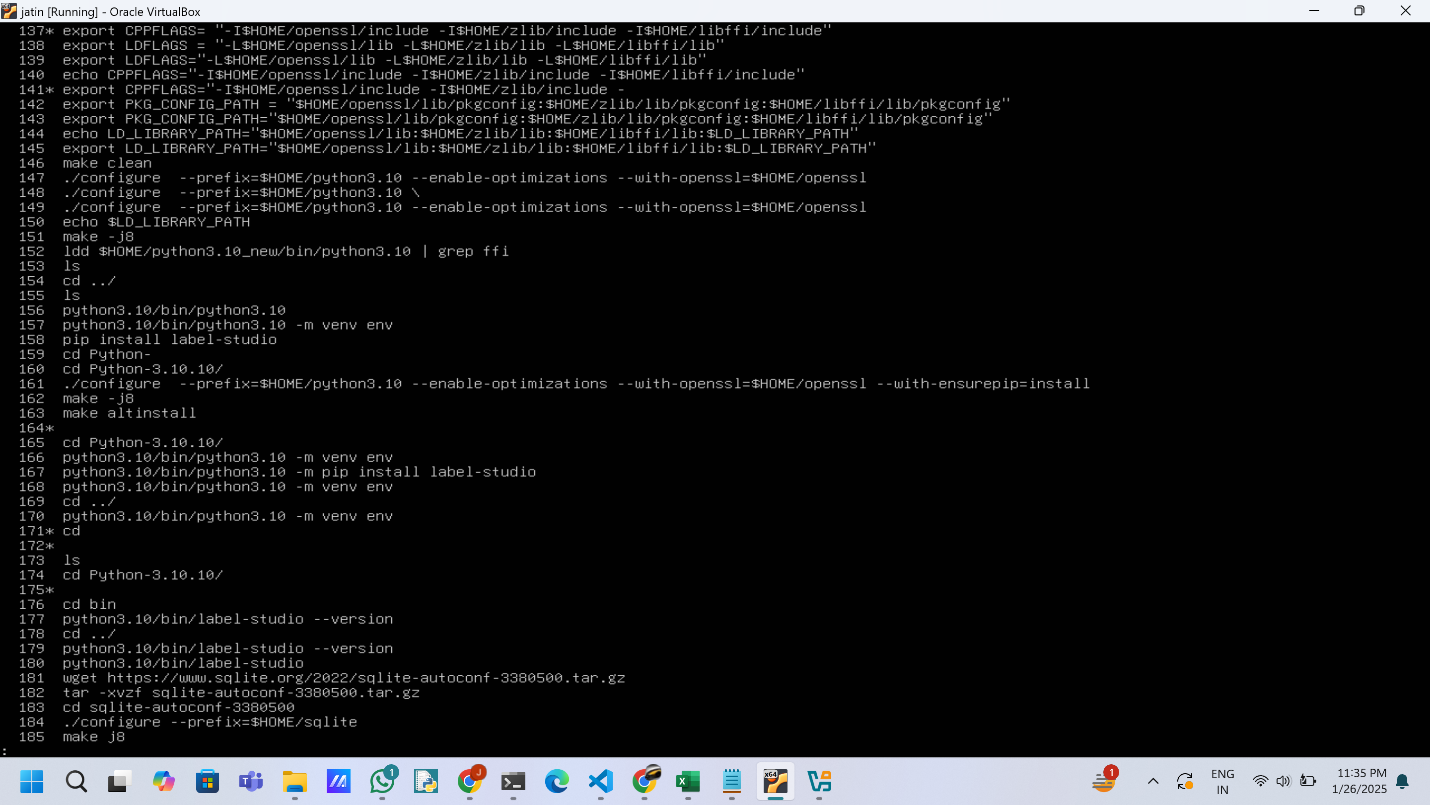 jatin [Running] - Oracle VirtualBox
137* export CPPFLAGS= "-I$HOME/openssl/include -I$HOME/zlib/include -I$HOME/libffi/include"
138 export LDFLAGS = "-L$HOME/openssl/lib -L$HOME/zlib/lib -L$HOME/libffi/lib"
139 export LDFLAGS="-L$HOME/openssl/lib -L$HOME/zlib/lib -L$HOME/libffi/lib"
140 echo CPPFLAGS="-I$HOME/openssl/include -I$HOME/zlib/include -I$HOME/libffi/include"
141* export CPPFLAGS="-I$HOME/openssl/include -I$HOME/zlib/include -
142 export PKG_CONFIG_PATH = "$HOME/openssl/lib/pkgconfig:$HOME/zlib/lib/pkgconfig:$HOME/libffi/lib/pkgconfig"
143 export PKG_CONFIG_PATH="$HOME/openssl/lib/pkgconfig:$HOME/zlib/lib/pkgconfig:$HOME/libffi/lib/pkgconfig"
144 echo LD_LIBRARY_PATH="$HOME/openssl/lib:$HOME/zlib/lib:$HOME/libffi/lib:$LD_LIBRARY_PATH"
145 export LD_LIBRARY_PATH="$HOME/openssl/lib:$HOME/zlib/lib:$HOME/libffi/lib:$LD_LIBRARY_PATH"
146 make clean
147 ./configure  --prefix=$HOME/python3.10 --enable-optimizations --with-openssl=$HOME/openssl
148 ./configure  --prefix=$HOME/python3.10 \
149 ./configure  --prefix=$HOME/python3.10 --enable-optimizations --with-openssl=$HOME/openssl
150 echo $LD_LIBRARY_PATH
151 make -j8
152 ldd $HOME/python3.10_new/bin/python3.10 | grep ffi
153 ls
154 cd ../
155 ls
156 python3.10/bin/python3.10
157 python3.10/bin/python3.10 -m venv env
158 pip install label-studio
159 cd Python-
160 cd Python-3.10.10/
161 ./configure  --prefix=$HOME/python3.10 --enable-optimizations --with-openssl=$HOME/openssl --with-ensurepip=install
162 make -j8
163 make altinstall
164*
165 cd Python-3.10.10/
166 python3.10/bin/python3.10 -m venv env
167 python3.10/bin/python3.10 -m pip install label-studio
168 python3.10/bin/python3.10 -m venv env
169 cd ../
170 python3.10/bin/python3.10 -m venv env
171* cd
172*
173 ls
174 cd Python-3.10.10/
175*
176 cd bin
177 python3.10/bin/label-studio --version
178 cd ../
179 python3.10/bin/label-studio --version
180 python3.10/bin/label-studio
181 wget https://www.sqlite.org/2022/sqlite-autoconf-3380500.tar.gz
182 tar -xvzf sqlite-autoconf-3380500.tar.gz
183 cd sqlite-autoconf-3380500
184 ./configure --prefix=$HOME/sqlite
185 make j8
:
ENG
IN
11:35 PM
1/26/2025